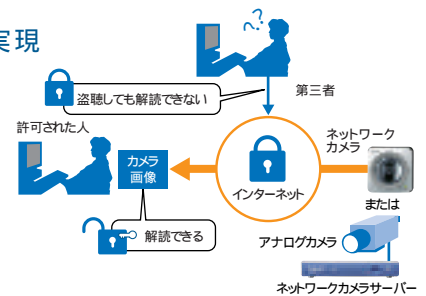 実現
盗聴しても解読できない
第三者
許可された人
カメラ
画像
インターネット
ネットワーク
カメラ
または
解読できる
アナログカメラ
ネットワークカメラサーバー